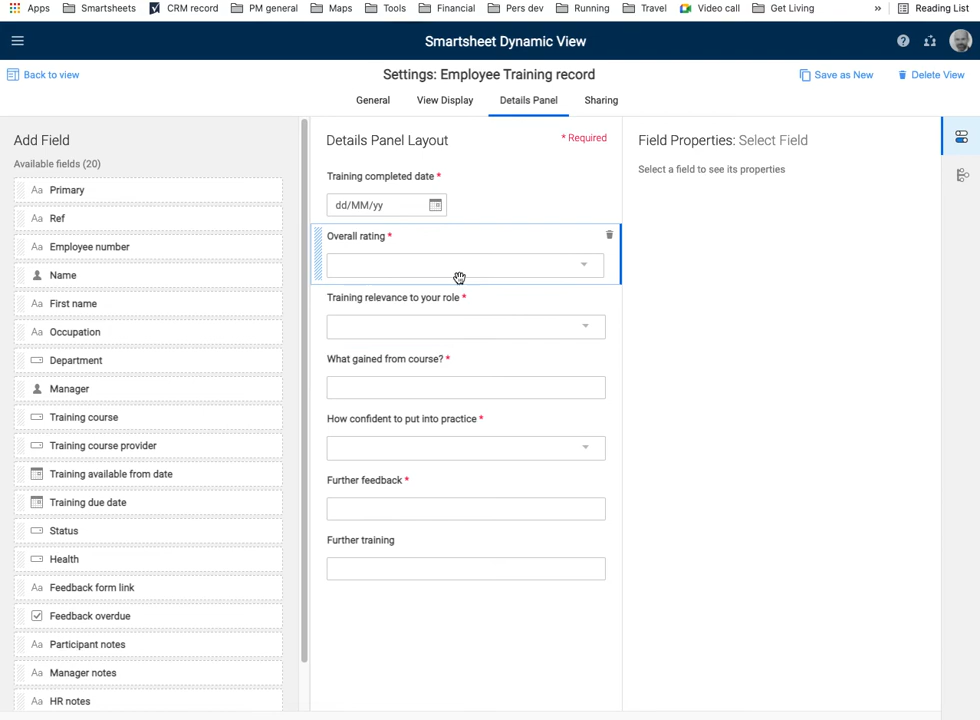 Apps Smartsheets CRM record PM general Maps Tools Financial Pers dev Running Travel Video call Get Living » Reading List
Smartsheet Dynamic View
Back to view
Settings: Employee Training record
Save as New
Delete View
General View Display Details Panel Sharing
Add Field
Available fields (20)
Aa Primary
Aa Ref
Aa Employee number
Name
Aa First name
Aa Occupation
Department
Manager
Training course
Training course provider
Training available from date
Training due date
Status
Health
Aa Feedback form link
Feedback overdue
Aa Participant notes
Aa Manager notes
Aa HR notes
Details Panel Layout
* Required
Training completed date *
dd/MM/yy
Overall rating *
Training relevance to your role *
What gained from course? *
How confident to put into practice *
Further feedback *
Further training
Field Properties: Select Field
Select a field to see its properties